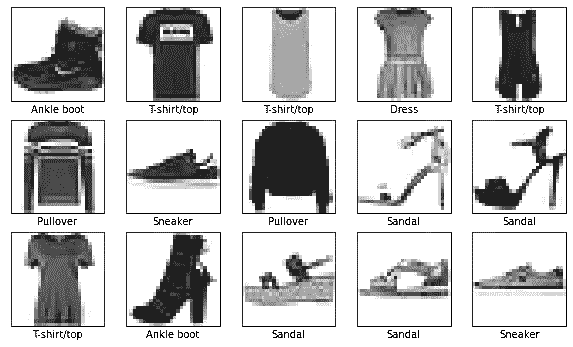 Ankle boot T-shirt/top T-shirt/top Dress T-shirt/top
Pullover Sneaker Pullover Sandal Sandal
T-shirt/top Ankle boot Sandal Sandal Sneaker